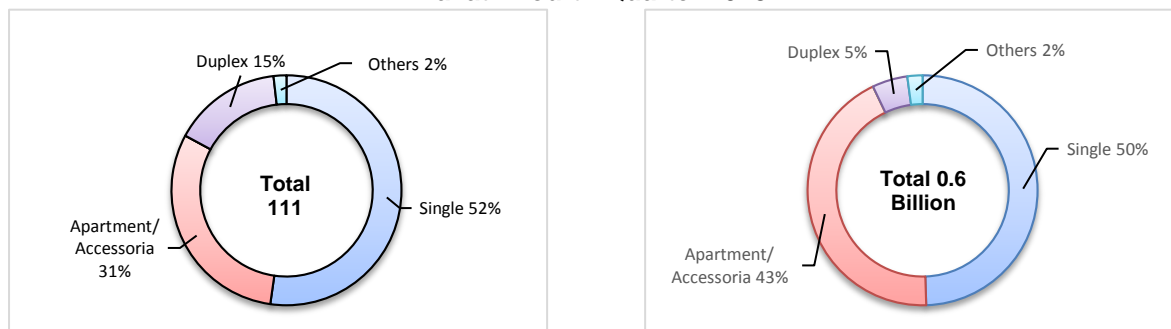 Duplex 15%
Others 2%
Total
111
Single 52%
Apartment/
Accessoria
31%
Duplex 5%
Others 2%
Single 50%
Total 0.6
Billion
Apartment/
Accessoria 43%